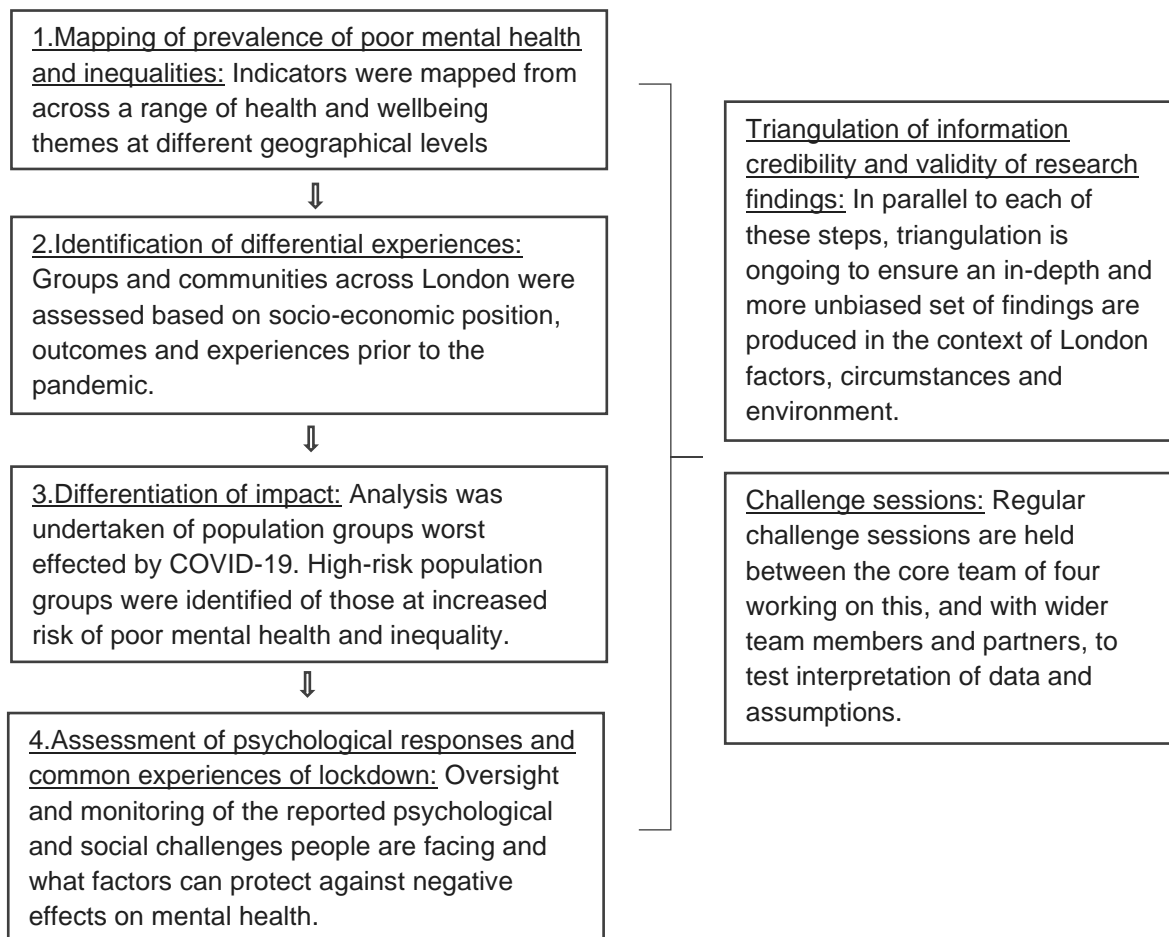 1.Mapping of prevalence of poor mental health
and inequalities: Indicators were mapped from
across a range of health and wellbeing
themes at different geographical levels
⇩
2.Identification of differential experiences:
Groups and communities across London were
assessed based on socio-economic position,
outcomes and experiences prior to the
pandemic.
⇩
3.Differentiation of impact: Analysis was
undertaken of population groups worst
effected by COVID-19. High-risk population
groups were identified of those at increased
risk of poor mental health and inequality.
⇩
4.Assessment of psychological responses and
common experiences of lockdown: Oversight
and monitoring of the reported psychological
and social challenges people are facing and
what factors can protect against negative
effects on mental health.
Triangulation of information
credibility and validity of research
findings: In parallel to each of
these steps, triangulation is
ongoing to ensure an in-depth and
more unbiased set of findings are
produced in the context of London
factors, circumstances and
environment.
Challenge sessions: Regular
challenge sessions are held
between the core team of four
working on this, and with wider
team members and partners, to
test interpretation of data and
assumptions.